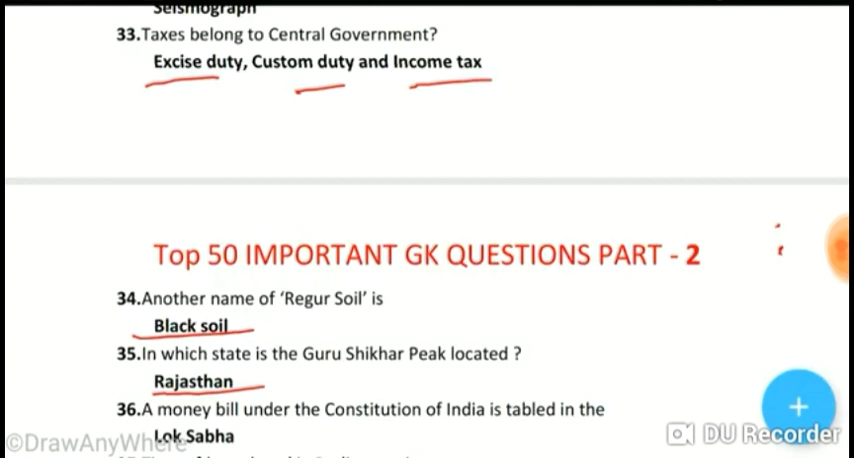 Seismograph
33.Taxes belong to Central Government?
Excise duty, Custom duty and Income tax
Top 50 IMPORTANT GK QUESTIONS PART - 2
34.Another name of ‘Regur Soil’ is
Black soil
35.In which state is the Guru Shikhar Peak located ?
Rajasthan
36.A money bill under the Constitution of India is tabled in the
Lok Sabha
©DrawAnyWhere
DU Recorder